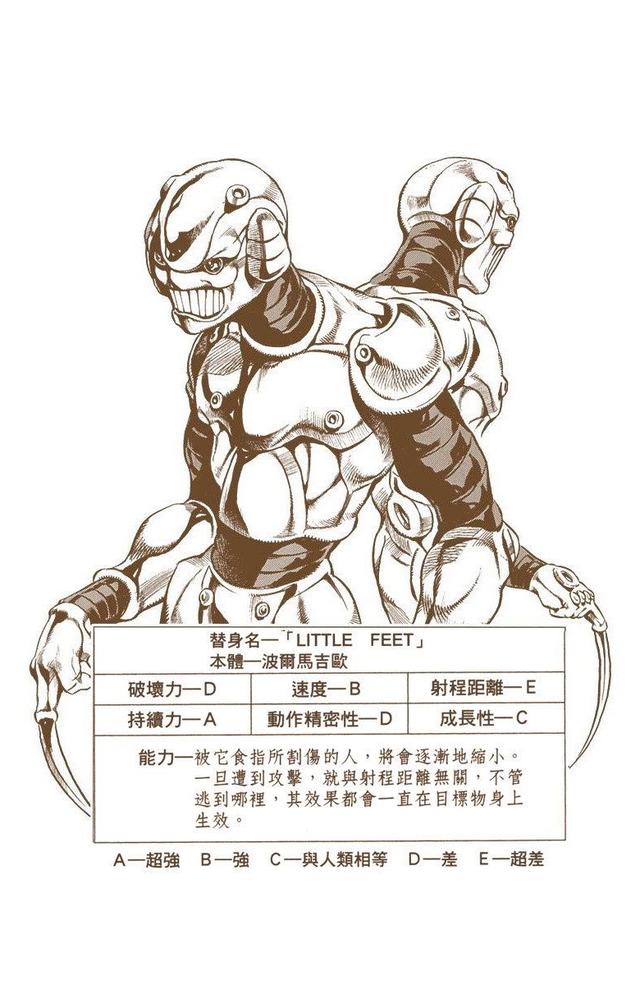 替身名—「LITTLE FEET」
本體—波爾馬吉歐
破壞力—D 速度—B 射程距離—E
持續力—A 動作精密性—D 成長性—C
能力—被它食指所割傷的人，將會逐漸地縮小。
一旦遭到攻擊，就與射程距離無關，不管
逃到哪裡，其效果都會一直在目標物身上
生效。
A—超強 B—強 C—與人類相等 D—差 E—超差